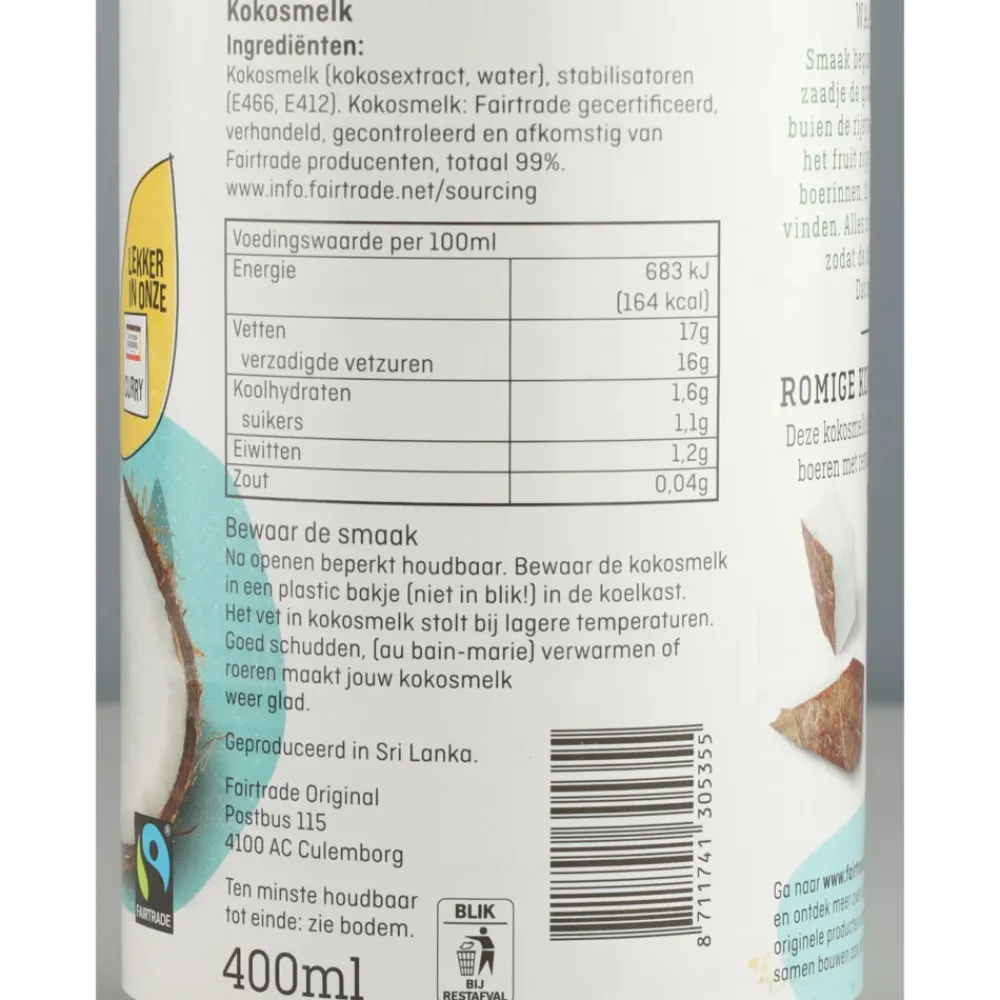 Kokosmelk
Ingrediënten:
Kokosmelk (kokosextract, water), stabilisatoren
(E466, E412). Kokosmelk: Fairtrade gecertificeerd,
verhandeld, gecontroleerd en afkomstig van
Fairtrade producenten, totaal 99%.
www.info.fairtrade.net/sourcing
Voedingswaarde per 100ml
Energie 683 kJ
(164 kcal)
Vetten 17g
verzadigde vetzuren 16g
Koolhydraten 1,6g
suikers 1,1g
Eiwitten 1,2g
Zout 0,04g
Bewaar de smaak
Na openen beperkt houdbaar. Bewaar de kokosmelk
in een plastic bakje (niet in blik!) in de koelkast.
Het vet in kokosmelk stolt bij lagere temperaturen.
Goed schudden, (au bain-marie) verwarmen of
roeren maakt jouw kokosmelk
weer glad.
Geproduceerd in Sri Lanka.
Fairtrade Original
Postbus 115
4100 AC Culemborg
Ten minste houdbaar
tot einde: zie bodem.
400ml
BLIK
BIJ
RESTAFVAL
8 711741 305355
LEKKER
IN ONZE
CURRY
FAIRTRADE
Smaak
zaadje de
buien de
het fruit
boerinnen
vinden. Alles
zodat de
ROMIGE
Deze
boeren met
Ga naar
en ontdek meer
originele
samen bouwen